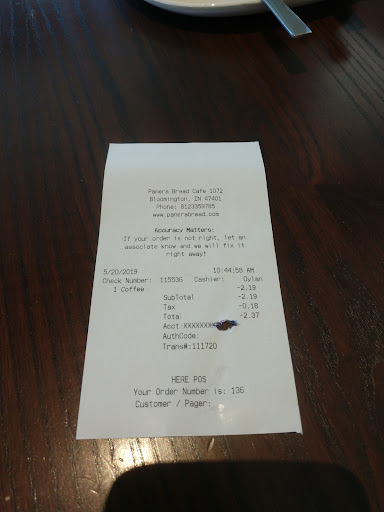 Panera Bread Cafe 1072
Bloomington, IN 47401
Phone: 8123359785
www.panerabread.com
Accuracy Matters:
If your order is not right, let an
associate know and we will fix it
right away!
5/20/2019 10:44:58 AM
Check Number: 115536 Cashier: Dylan
1 Coffee -2.19
Subtotal -2.19
Tax -0.18
Total -2.37
Acct:XXXXXXXX
AuthCode:
Trans#:111720
HERE POS
Your Order Number is: 136
Customer / Pager: